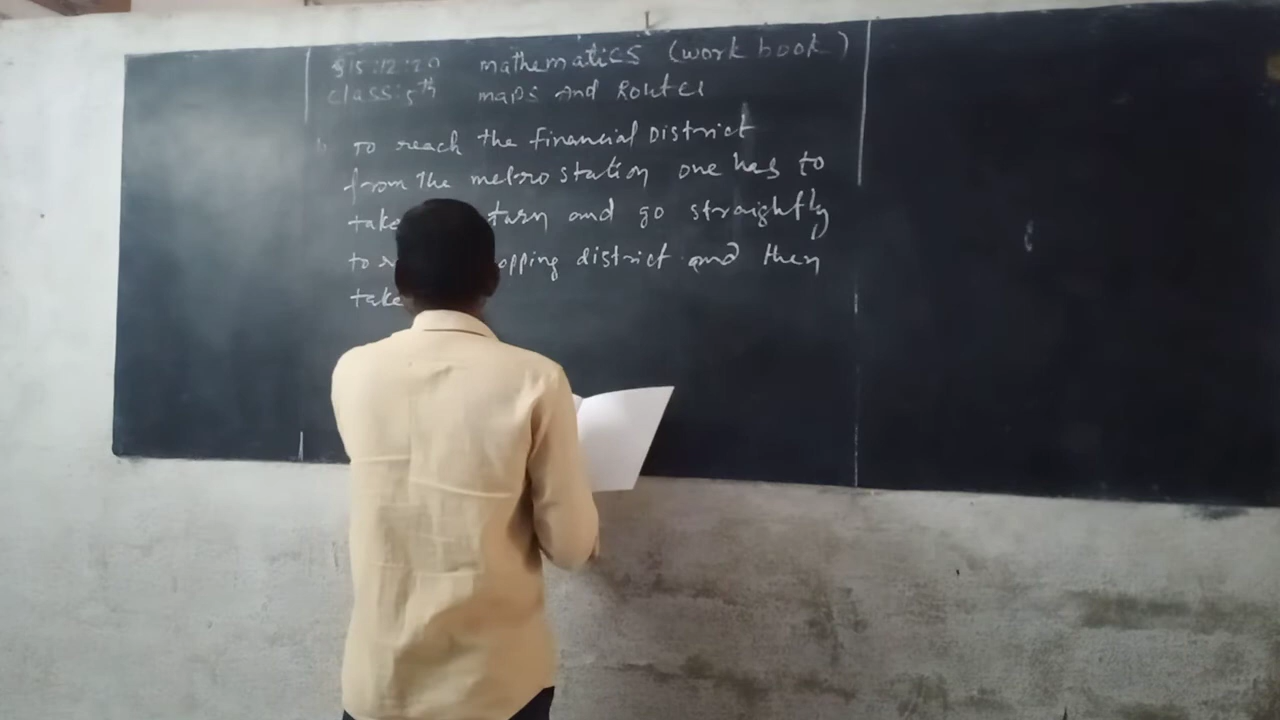 15:12:20 mathematics (work book)
class: 5th maps and Routes
To reach the Financial District
from the metro station one has to
take turn and go straightly
to opping district and then
take